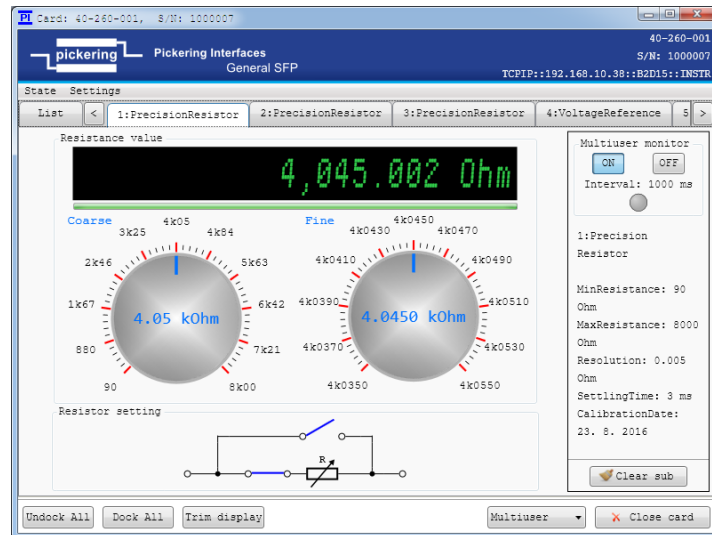 PI Card: 40-260-001, S/N: 1000007
pickering Pickering Interfaces
General SFP
40-260-001
S/N: 1000007
TCPIP::192.168.10.38::B2D15::INSTR
State Settings
List < 1:PrecisionResistor 2:PrecisionResistor 3:PrecisionResistor 4:VoltageReference 5 >
Resistance value
4,045.002 Ohm
Coarse
90
880
1k67
2k46
3k25
4k05
4k84
5k63
6k42
7k21
8k00
4.05 kOhm
Fine
4k0350
4k0370
4k0390
4k0410
4k0430
4k0450
4k0470
4k0490
4k0510
4k0530
4k0550
4.0450 kOhm
Resistor setting
R
Multiuser monitor
ON OFF
Interval: 1000 ms
1:Precision
Resistor
MinResistance: 90
Ohm
MaxResistance: 8000
Ohm
Resolution: 0.005
Ohm
SettlingTime: 3 ms
CalibrationDate:
23. 8. 2016
Clear sub
Undock All Dock All Trim display Multiuser Close card